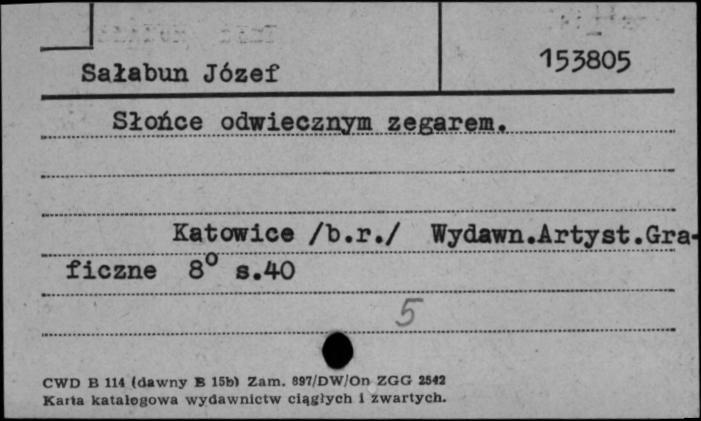 153805
Sałabun Józef
Słońce odwiecznym zegarem.
Katowice /b.r./ Wydawn.Artyst.Gra-
ficzne 8° s.40
5
CWD B 114 (dawny B 15b) Zam. 897/DW/On ZGG 2542
Karta katalogowa wydawnictw ciągłych i zwartych.